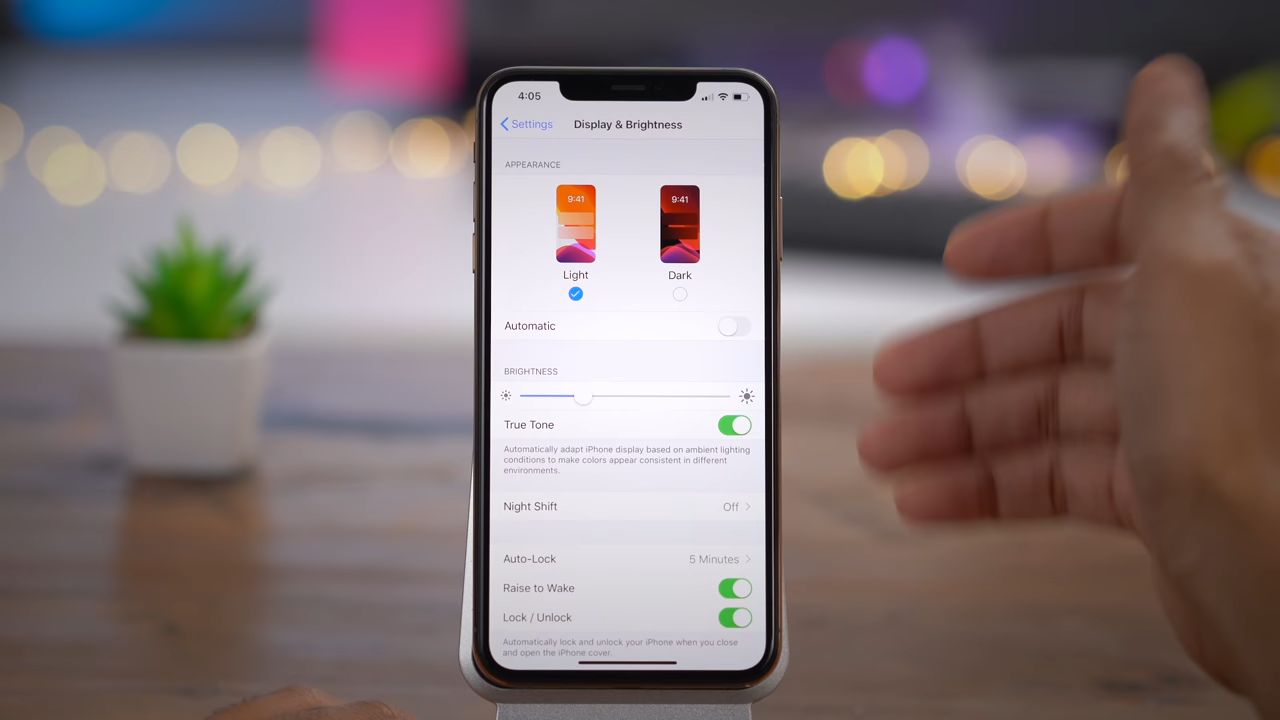 4:05
Settings
Display & Brightness
APPEARANCE
9:41
9:41
Light
Dark
Automatic
BRIGHTNESS
True Tone
Automatically adapt iPhone display based on ambient lighting
conditions to make colors appear consistent in different
environments.
Night Shift
Off
Auto-Lock
5 Minutes
Raise to Wake
Lock / Unlock
Automatically lock and unlock your iPhone when you close
and open the iPhone cover.